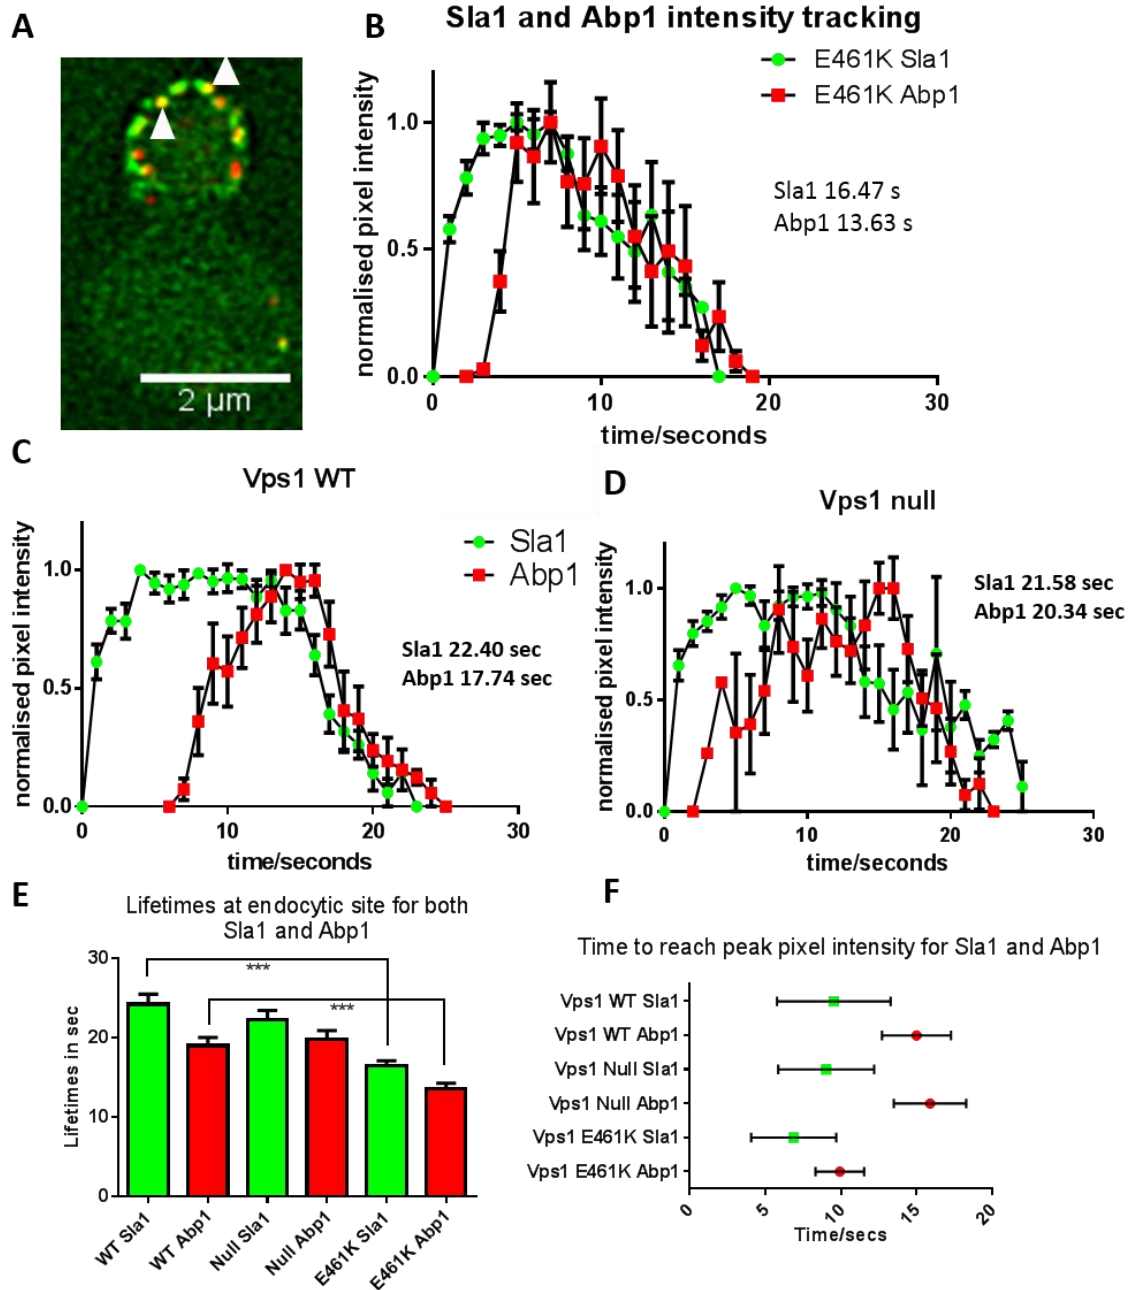 A
2 µm
B
Sla1 and Abp1 intensity tracking
E461K Sla1
E461K Abp1
normalised pixel intensity
1.0
0.5
0.0
Sla1 16.47 s
Abp1 13.63 s
0 10 20 30
time/seconds
C
Vps1 WT
Sla1
Abp1
normalised pixel intensity
1.0
0.5
0.0
Sla1 22.40 sec
Abp1 17.74 sec
0 10 20 30
time/seconds
D
Vps1 null
normalised pixel intensity
1.0
0.5
0.0
Sla1 21.58 sec
Abp1 20.34 sec
0 10 20 30
time/seconds
E
Lifetimes at endocytic site for both
Sla1 and Abp1
Lifetimes in sec
30
20
10
0
***
***
WT Sla1
WT Abp1
Null Sla1
Null Abp1
E461K Sla1
E461K Abp1
F
Time to reach peak pixel intensity for Sla1 and Abp1
Vps1 WT Sla1
Vps1 WT Abp1
Vps1 Null Sla1
Vps1 Null Abp1
Vps1 E461K Sla1
Vps1 E461K Abp1
0 5 10 15 20
Time/secs